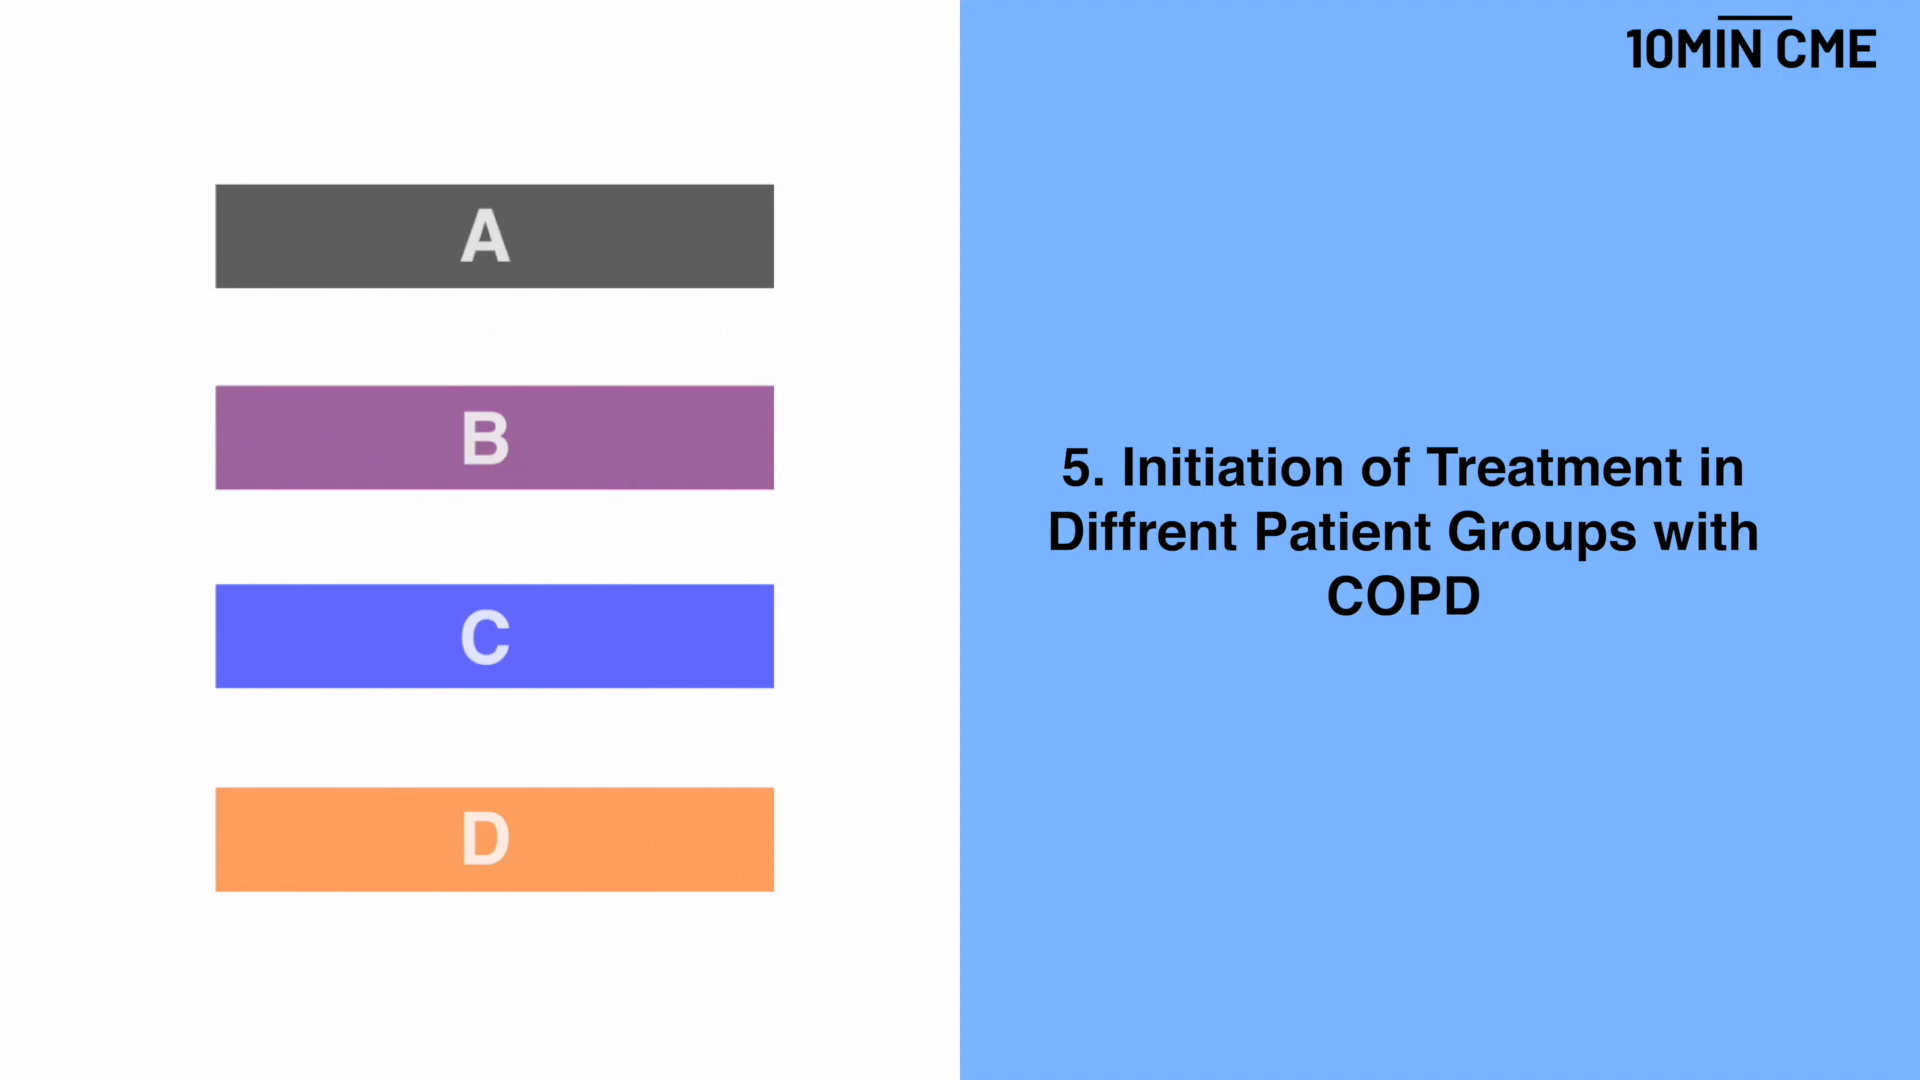 10MIN CME
A
B
C
D
5. Initiation of Treatment in
Diffrent Patient Groups with
COPD